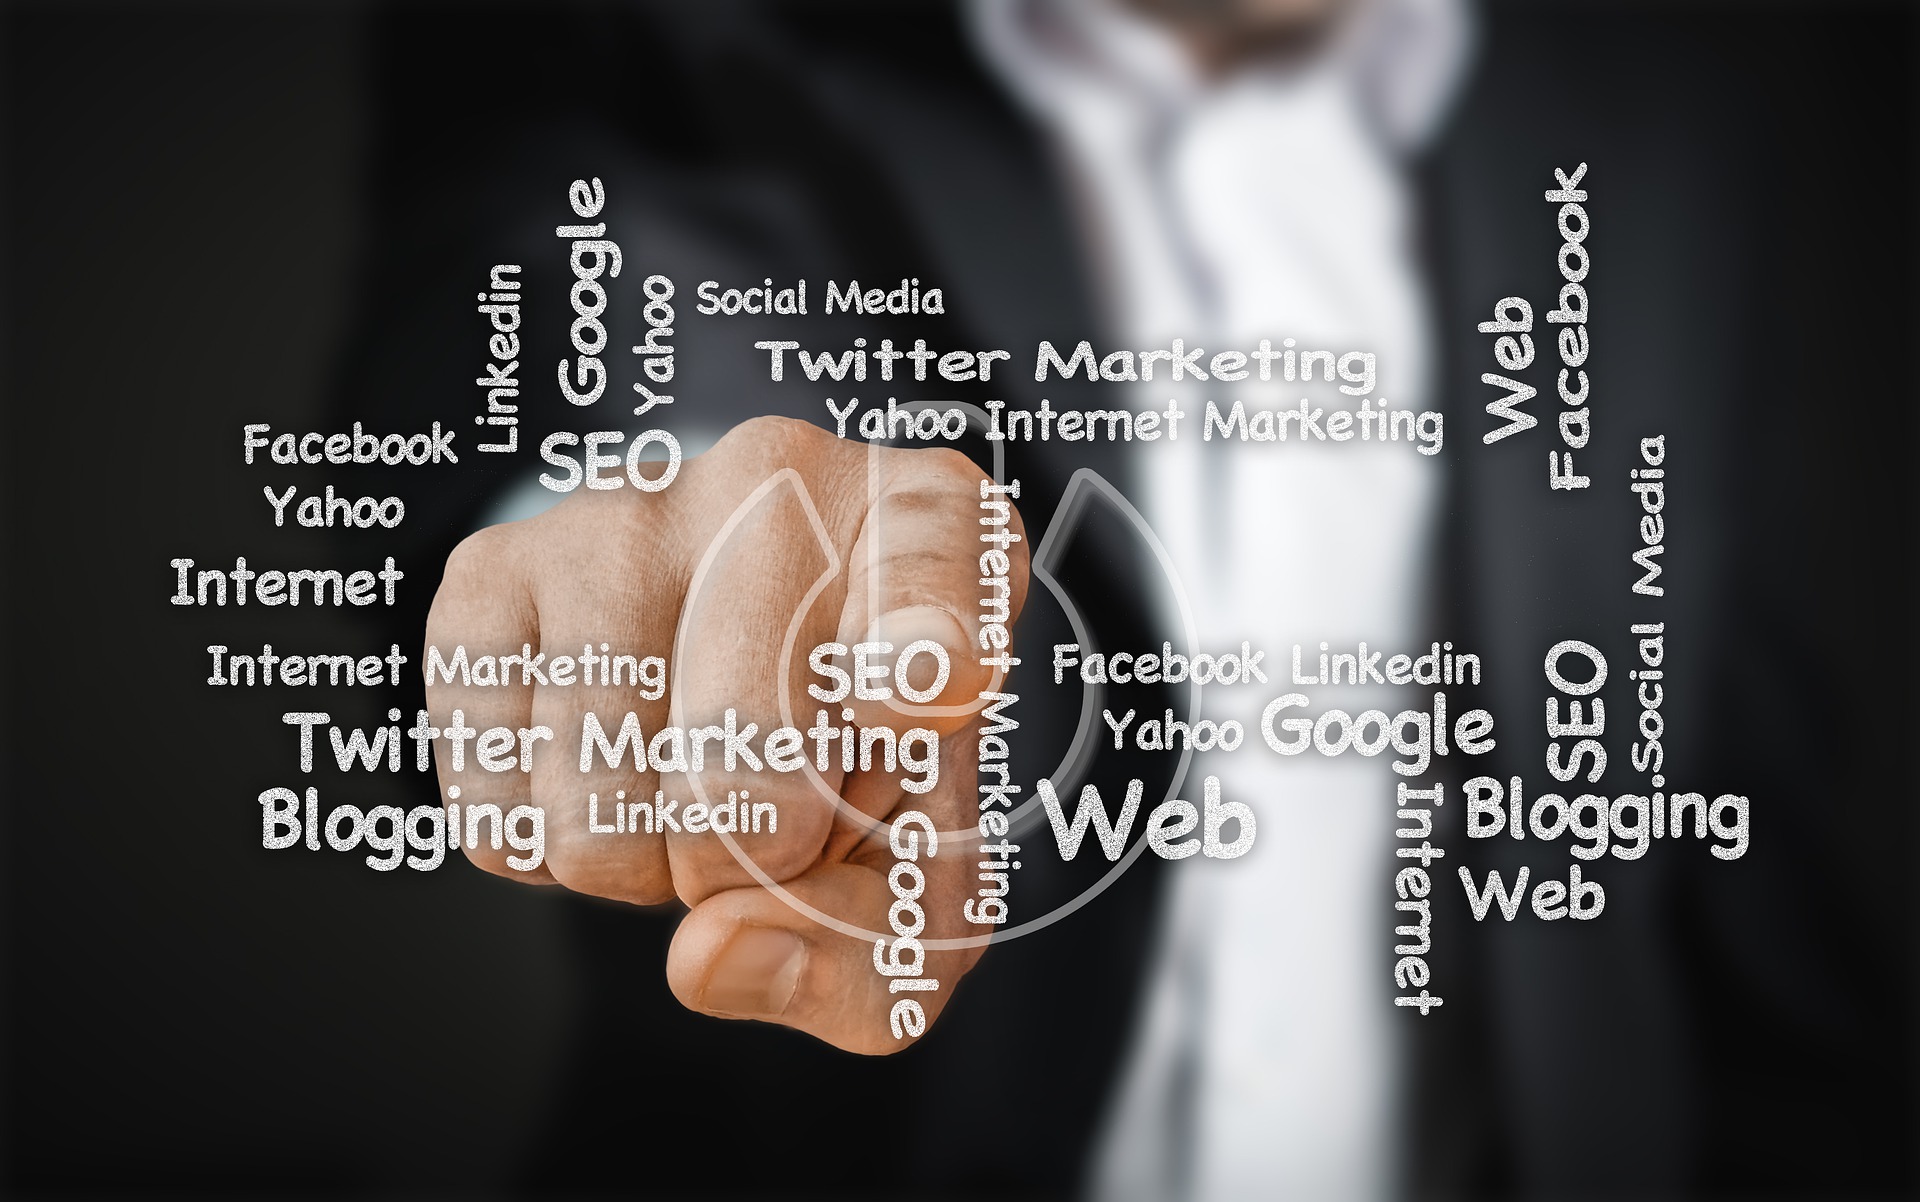 Google
Facebook
Linkedin
Yahoo
Social Media
Web
Twitter Marketing
Yahoo Internet Marketing
Facebook
SEO
Social Media
Yahoo
Internet Marketing
Internet
Internet Marketing
SEO
Facebook Linkedin
SEO
Twitter Marketing
Yahoo Google
Blogging
Linkedin
Google
Web
Internet
Blogging
Web